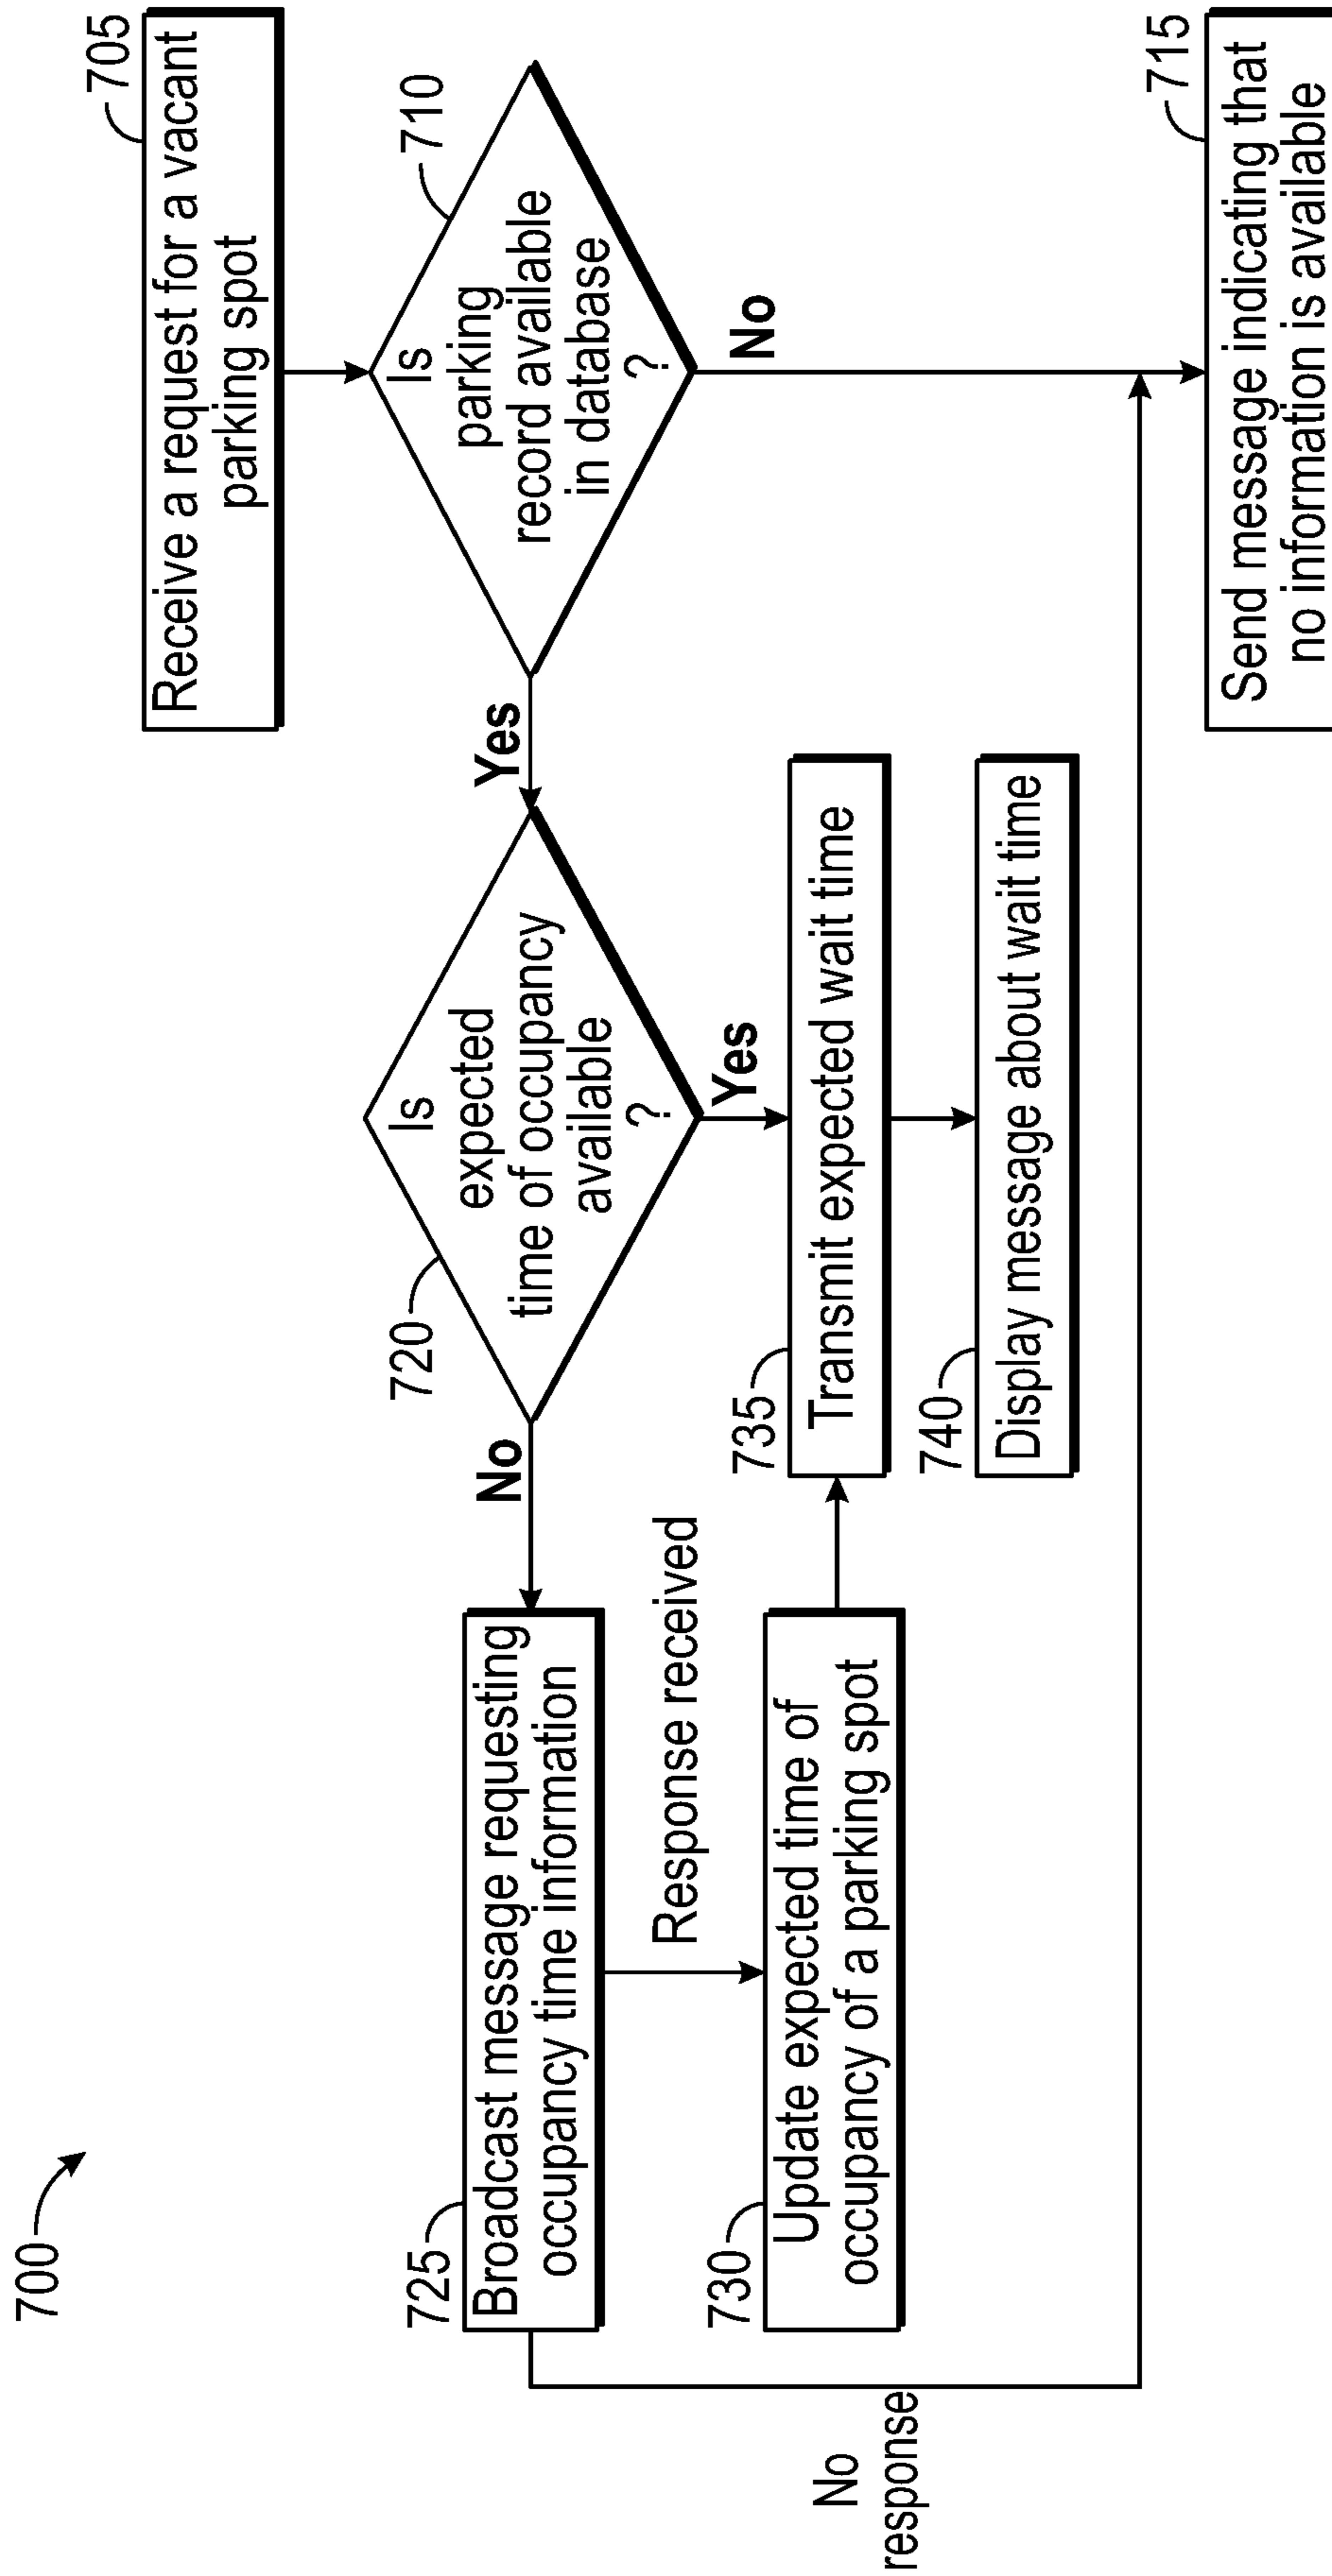 700
705
Receive a request for a vacant
parking spot
710
Is
parking
record available
in database
?
Yes
No
720
Is
expected
time of occupancy
available
?
No
Yes
725
Broadcast message requesting
occupancy time information
Response received
730
Update expected time of
occupancy of a parking spot
735
Transmit expected wait time
740
Display message about wait time
No
response
715
Send message indicating that
no information is available